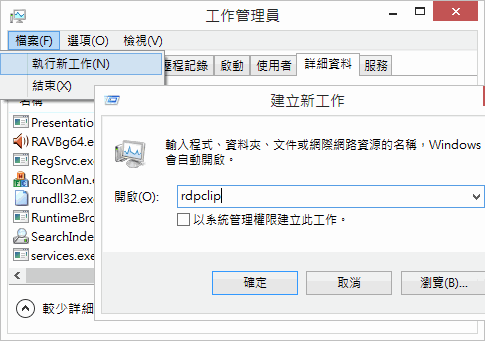 工作管理員
檔案(F) 選項(O) 檢視(V)
執行新工作(N)
結束(X)
歷程記錄 啟動 使用者 詳細資料 服務
名稱
Presentation
RAVBg64.ex
RegSrvc.exe
RIconMan.e
rundll32.exe
RuntimeBro
SearchIndex
services.exe
較少詳細
建立新工作
輸入程式、資料夾、文件或網際網路資源的名稱，Windows
會自動開啟。
開啟(O): rdpclip
以系統管理權限建立此工作。
確定 取消 瀏覽(B)...